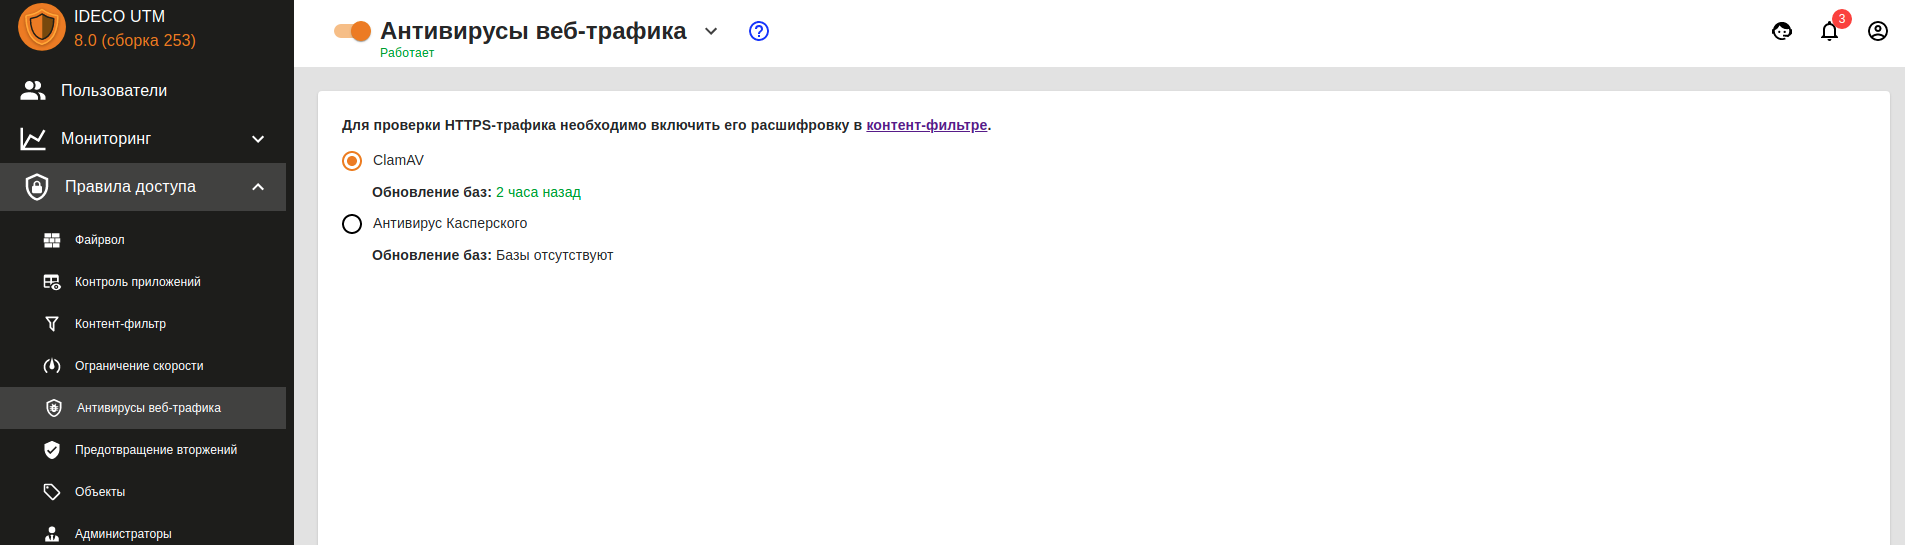 IDECO UTM
8.0 (сборка 253)
Пользователи
Мониторинг
Правила доступа
Файрвол
Контроль приложений
Контент-фильтр
Ограничение скорости
Антивирусы веб-трафика
Предотвращение вторжений
Объекты
Администраторы
Антивирусы веб-трафика
Работает
3
Для проверки HTTPS-трафика необходимо включить его расшифровку в контент-фильтре.
ClamAV
Обновление баз: 2 часа назад
Антивирус Касперского
Обновление баз: Базы отсутствуют